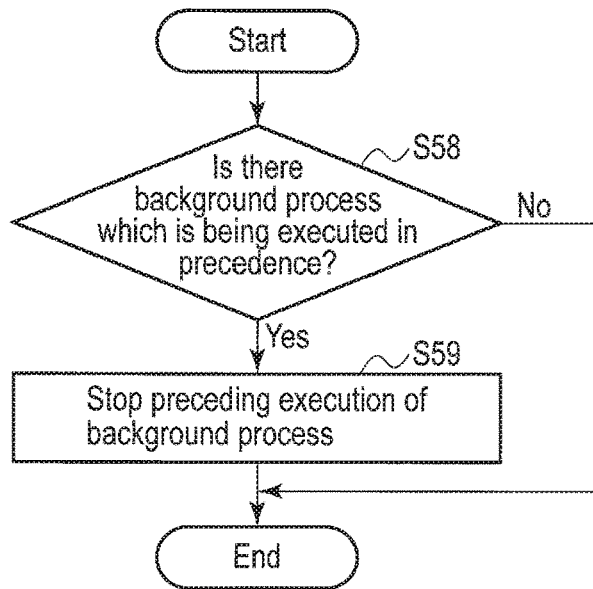 Start
S58
Is there
background process
which is being executed in
precedence?
No
Yes
S59
Stop preceding execution of
background process
End